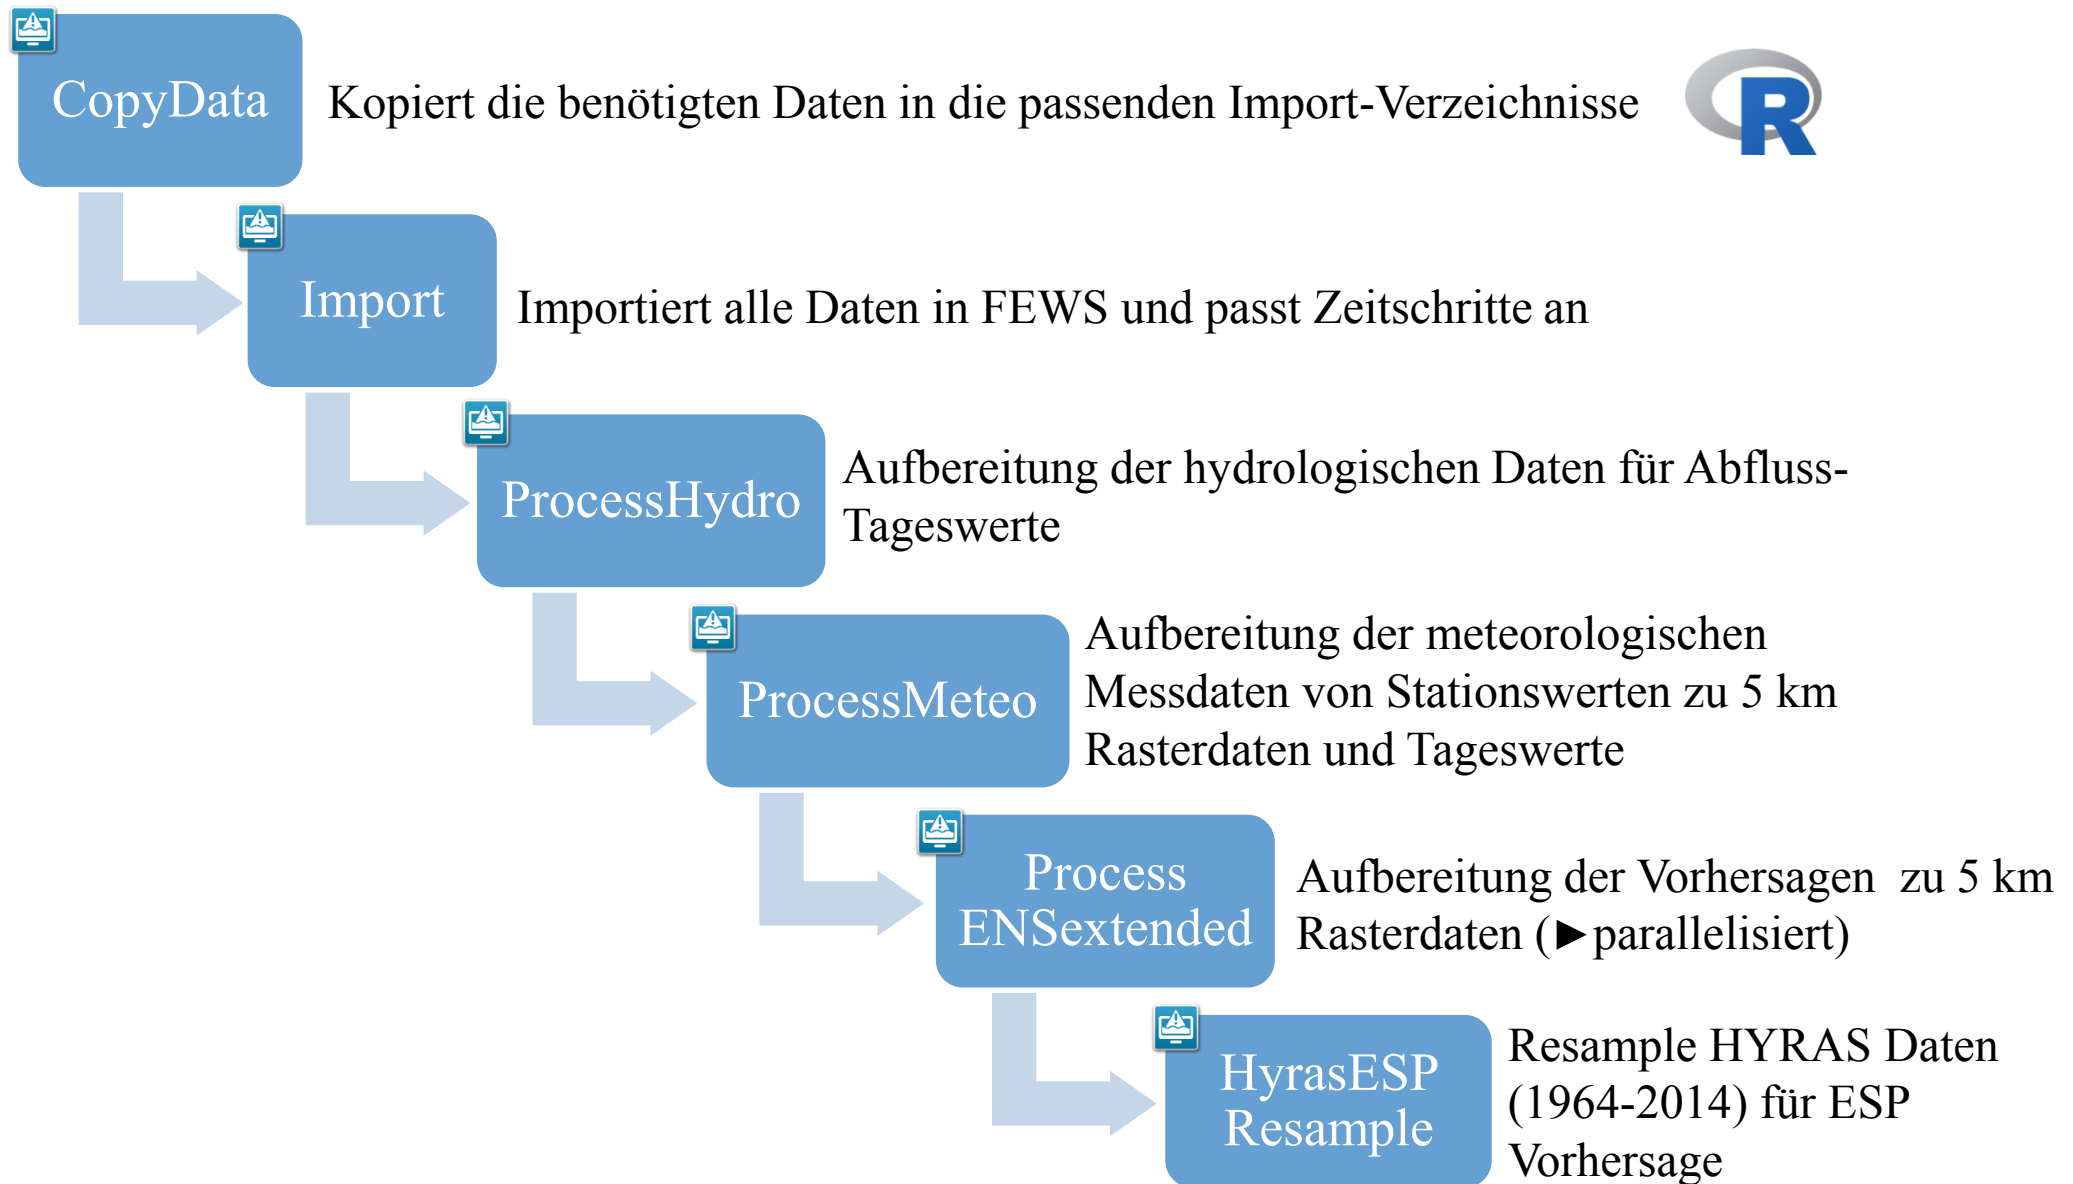 CopyData
Kopiert die benötigten Daten in die passenden Import-Verzeichnisse
R
Import
Importiert alle Daten in FEWS und passt Zeitschritte an
ProcessHydro
Aufbereitung der hydrologischen Daten für Abfluss-
Tageswerte
ProcessMeteo
Aufbereitung der meteorologischen
Messdaten von Stationswerten zu 5 km
Rasterdaten und Tageswerte
Process
ENSextended
Aufbereitung der Vorhersagen  zu 5 km
Rasterdaten (►parallelisiert)
HyrasESP
Resample
Resample HYRAS Daten
(1964-2014) für ESP
Vorhersage